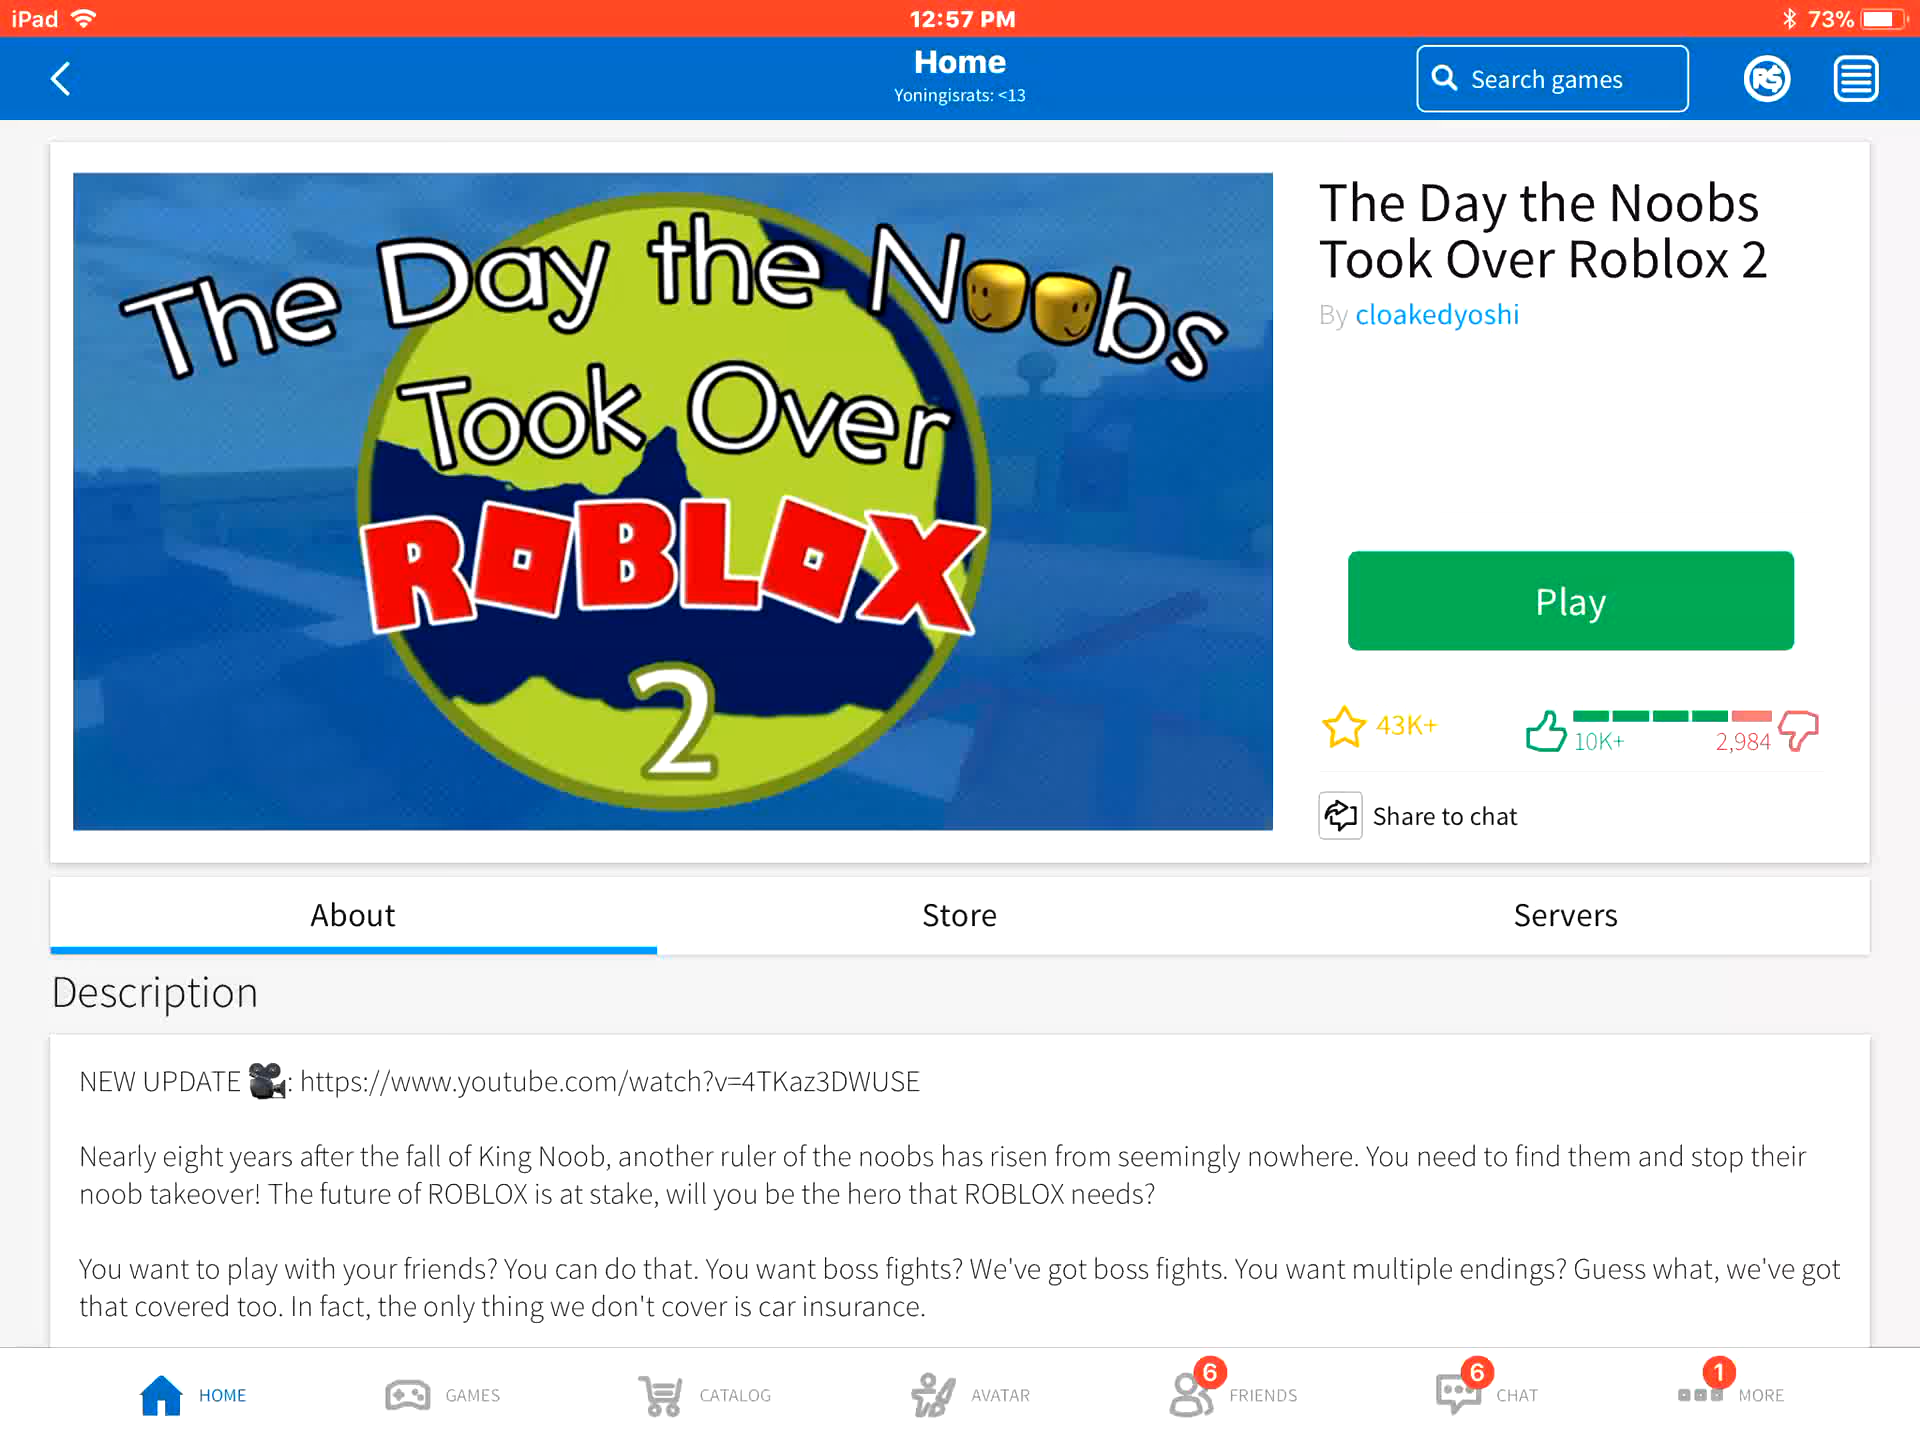 iPad 12:57 PM 73%
Home
Yoningisrats: <13
Search games
The Day the Noobs
Took Over
ROBLOX
2
The Day the Noobs
Took Over Roblox 2
By cloakedyoshi
Play
43K+ 10K+ 2,984
Share to chat
About Store Servers
Description
NEW UPDATE 🎥: https://www.youtube.com/watch?v=4TKaz3DWUSE
Nearly eight years after the fall of King Noob, another ruler of the noobs has risen from seemingly nowhere. You need to find them and stop their
noob takeover! The future of ROBLOX is at stake, will you be the hero that ROBLOX needs?
You want to play with your friends? You can do that. You want boss fights? We've got boss fights. You want multiple endings? Guess what, we've got
that covered too. In fact, the only thing we don't cover is car insurance.
HOME GAMES CATALOG AVATAR 6 FRIENDS 6 CHAT 1 MORE